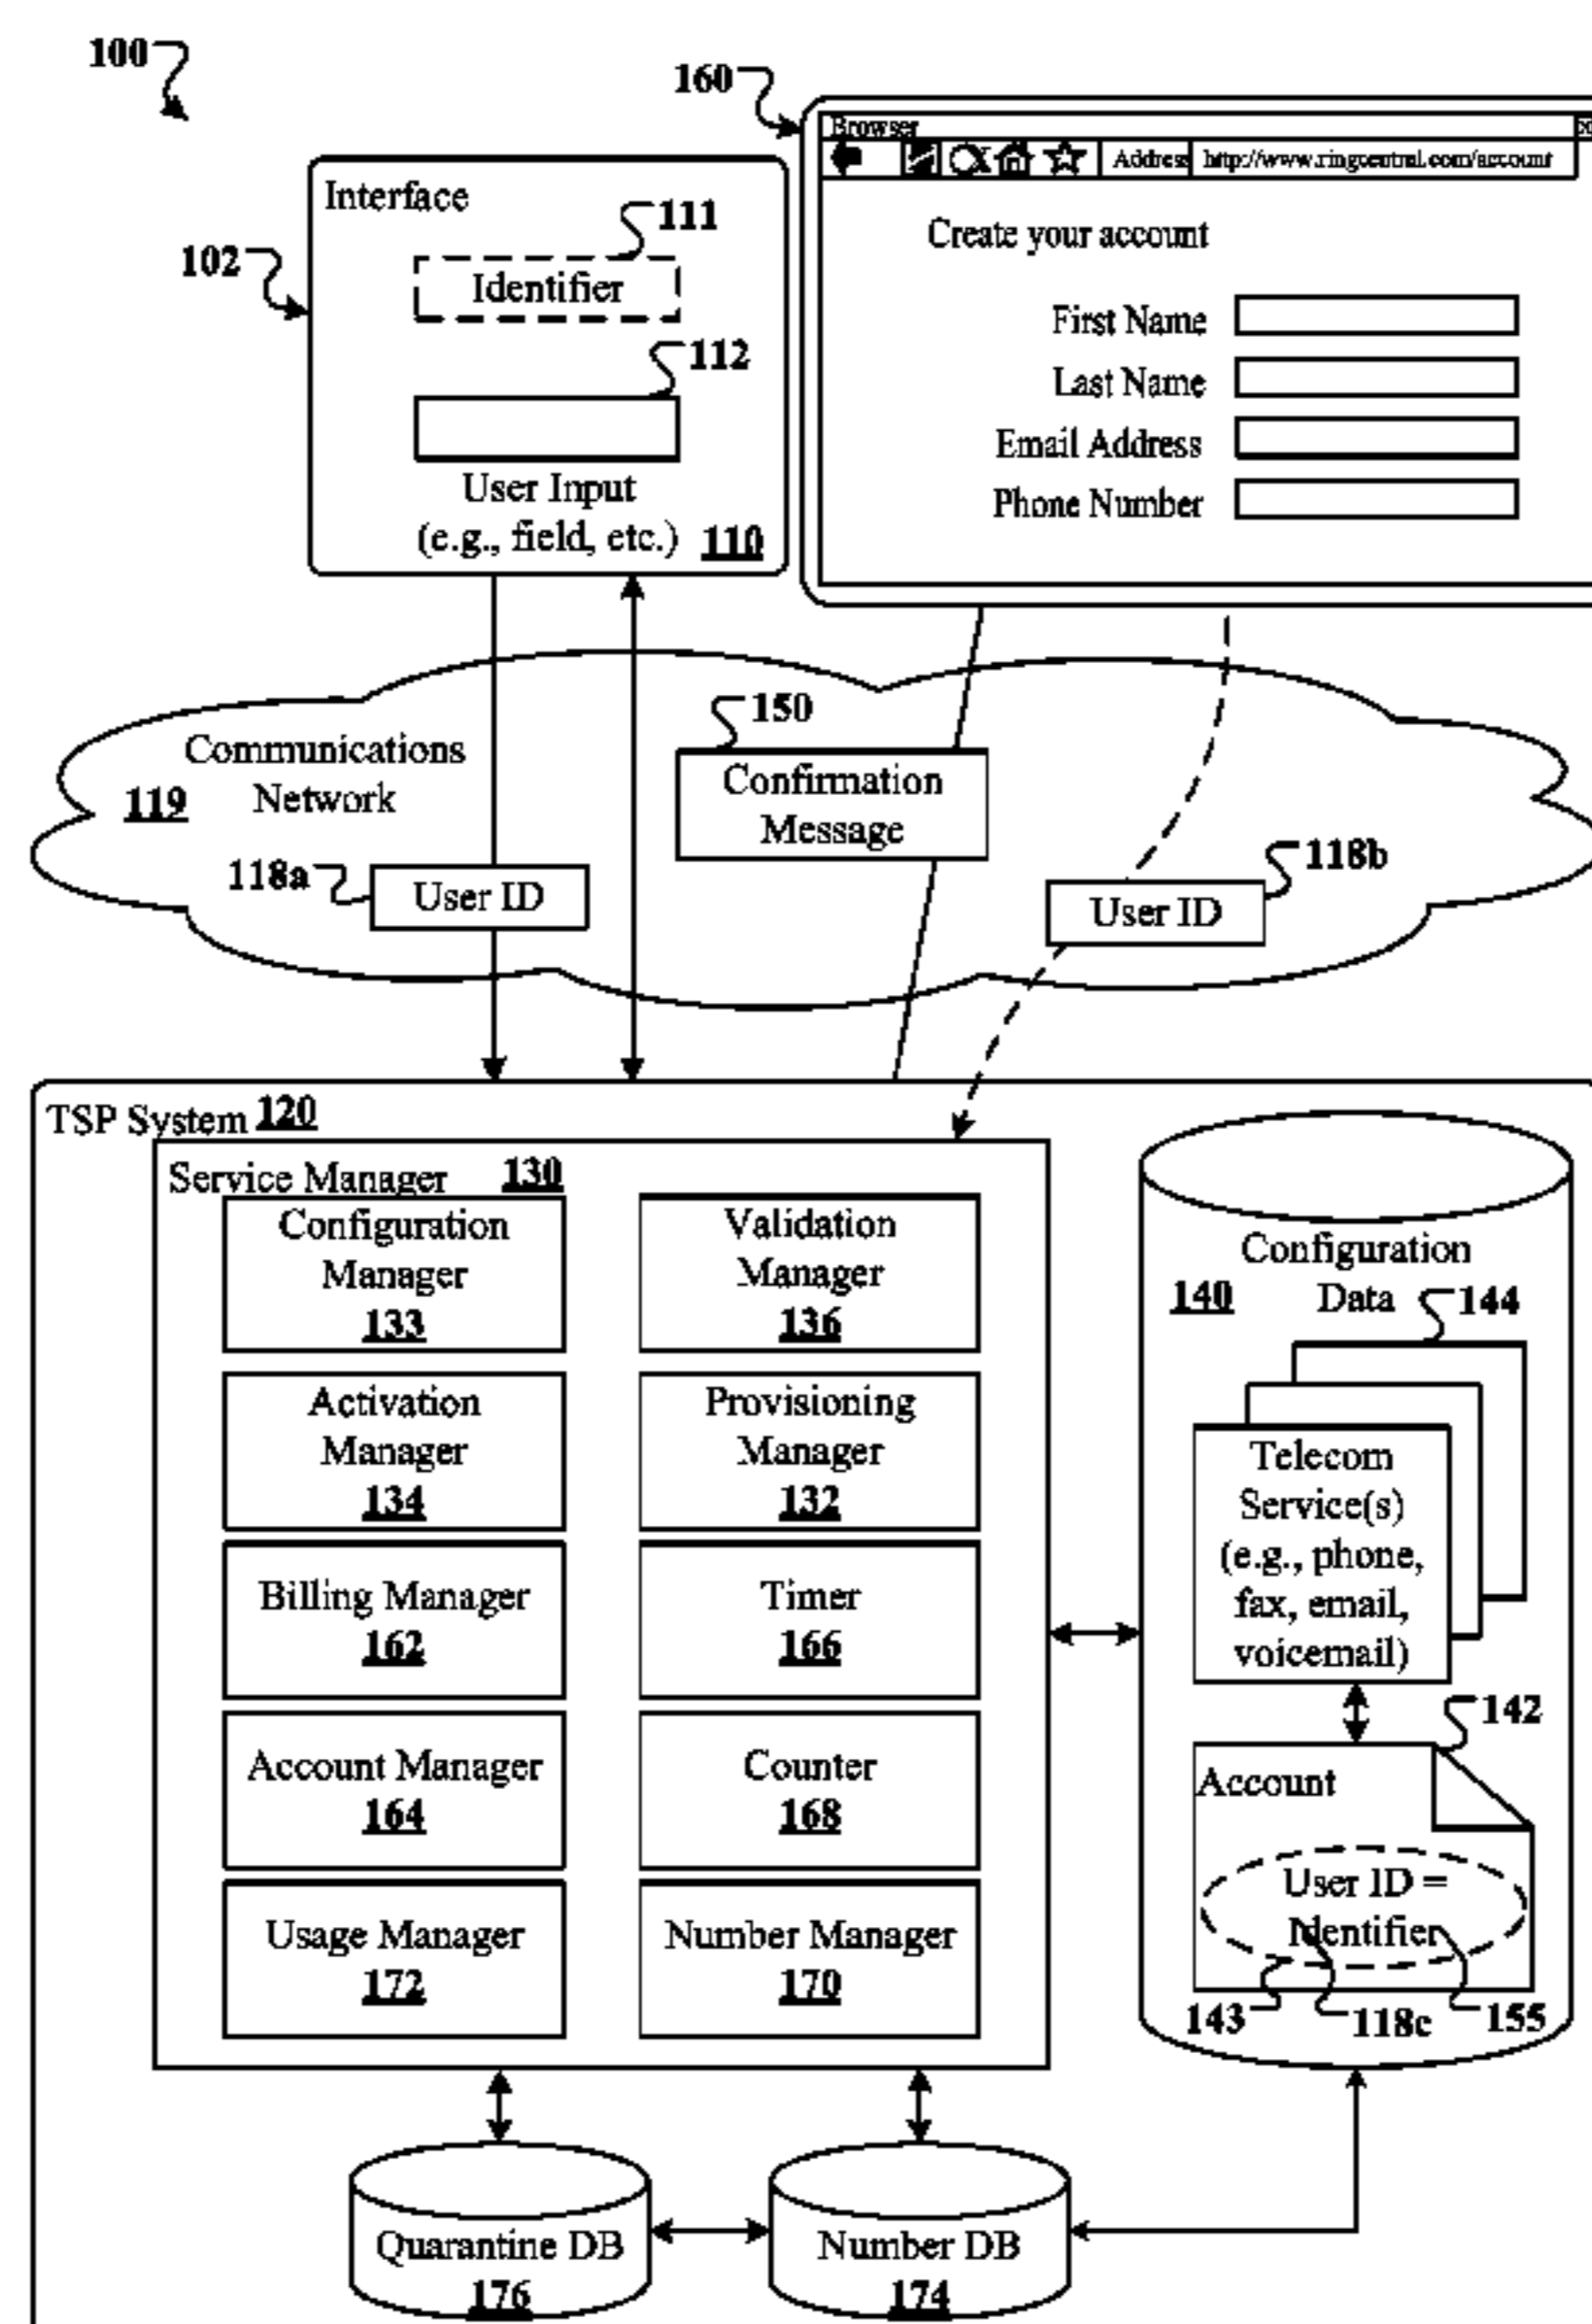 100
160
Browser
Address http://www.ringcentral.com/account
Interface
111
Create your account
102
Identifier
First Name
112
Last Name
Email Address
User Input
Phone Number
(e.g., field, etc.) 110
150
Communications
Network
119
Confirmation
Message
118a
User ID
118b
User ID
TSP System 120
Service Manager 130
Configuration
Manager
133
Validation
Manager
136
Activation
Manager
134
Provisioning
Manager
132
Billing Manager
162
Timer
166
Account Manager
164
Counter
168
Usage Manager
172
Number Manager
170
Configuration
Data
140
144
Telecom
Service(s)
(e.g., phone,
fax, email,
voicemail)
142
Account
User ID =
Identifier
143
118c
155
Quarantine DB
176
Number DB
174